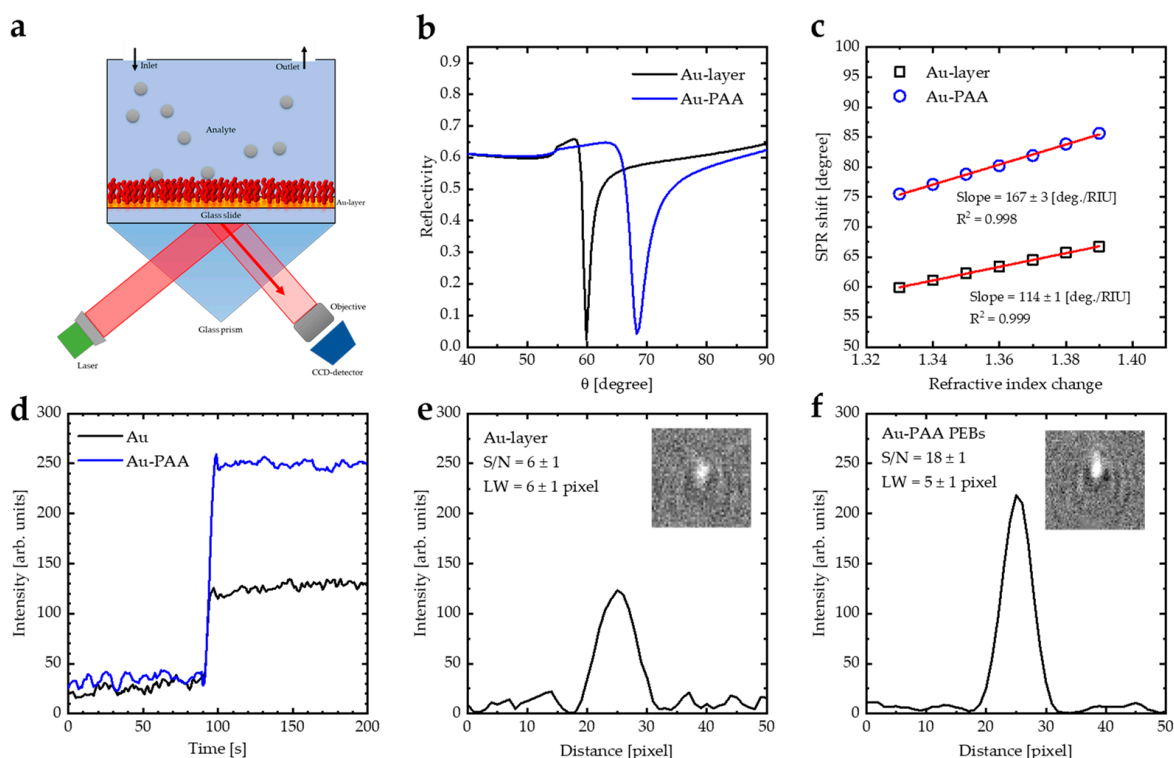 a
Inlet
Outlet
Analyte
Au-layer
Glass slide
Objective
Glass prism
Laser
CCD-detector
b
Reflectivity
0.9
0.8
0.7
0.6
0.5
0.4
0.3
0.2
0.1
0.0
Au-layer
Au-PAA
40 50 60 70 80 90
θ [degree]
c
SPR shift [degree]
100
95
90
85
80
75
70
65
60
55
50
Au-layer
Au-PAA
Slope = 167 ± 3 [deg./RIU]
R² = 0.998
Slope = 114 ± 1 [deg./RIU]
R² = 0.999
1.32 1.34 1.36 1.38 1.40
Refractive index change
d
Intensity [arb. units]
300
250
200
150
100
50
0
Au
Au-PAA
0 50 100 150 200
Time [s]
e
Intensity [arb. units]
300
250
200
150
100
50
0
Au-layer
S/N = 6 ± 1
LW = 6 ± 1 pixel
0 10 20 30 40 50
Distance [pixel]
f
Intensity [arb. units]
300
250
200
150
100
50
0
Au-PAA PEBs
S/N = 18 ± 1
LW = 5 ± 1 pixel
0 10 20 30 40 50
Distance [pixel]